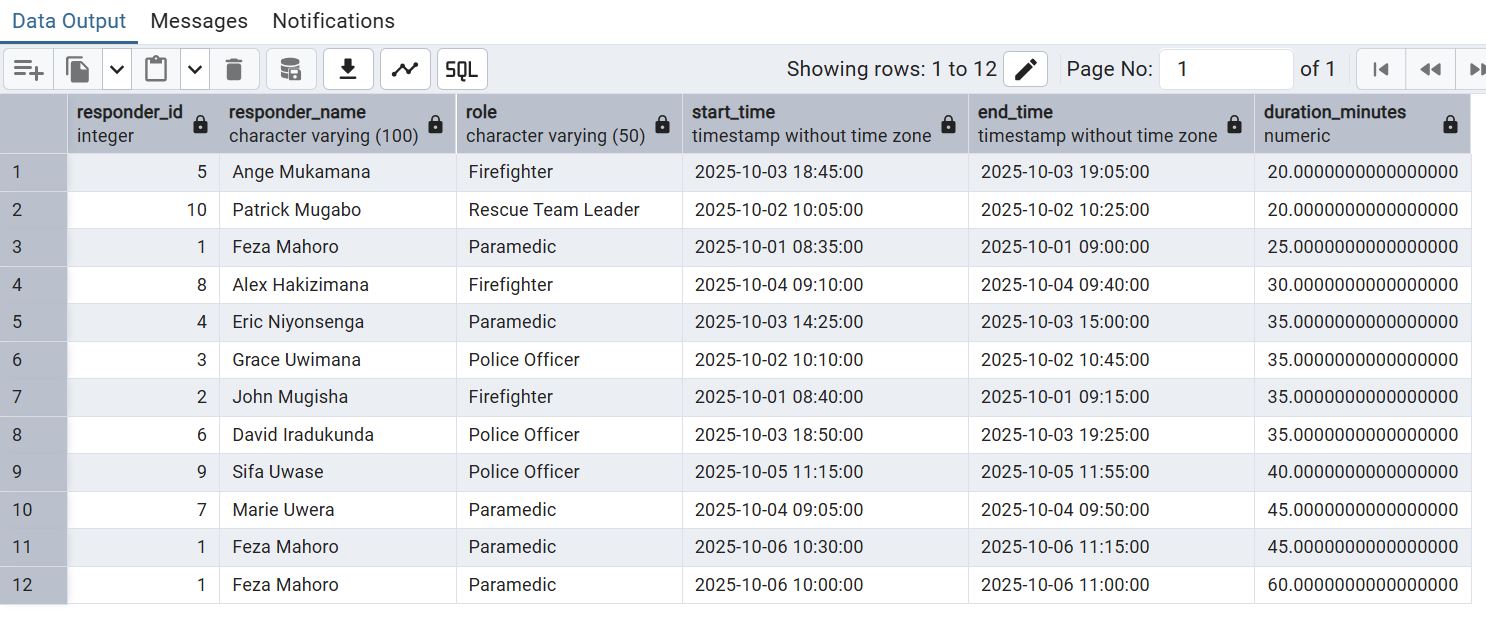 Data Output Messages Notifications
SQL Showing rows: 1 to 12 Page No: 1 of 1
responder_id responder_name role start_time end_time duration_minutes
integer character varying (100) character varying (50) timestamp without time zone timestamp without time zone numeric
1 5 Ange Mukamana Firefighter 2025-10-03 18:45:00 2025-10-03 19:05:00 20.0000000000000000
2 10 Patrick Mugabo Rescue Team Leader 2025-10-02 10:05:00 2025-10-02 10:25:00 20.0000000000000000
3 1 Feza Mahoro Paramedic 2025-10-01 08:35:00 2025-10-01 09:00:00 25.0000000000000000
4 8 Alex Hakizimana Firefighter 2025-10-04 09:10:00 2025-10-04 09:40:00 30.0000000000000000
5 4 Eric Niyonsenga Paramedic 2025-10-03 14:25:00 2025-10-03 15:00:00 35.0000000000000000
6 3 Grace Uwimana Police Officer 2025-10-02 10:10:00 2025-10-02 10:45:00 35.0000000000000000
7 2 John Mugisha Firefighter 2025-10-01 08:40:00 2025-10-01 09:15:00 35.0000000000000000
8 6 David Iradukunda Police Officer 2025-10-03 18:50:00 2025-10-03 19:25:00 35.0000000000000000
9 9 Sifa Uwase Police Officer 2025-10-05 11:15:00 2025-10-05 11:55:00 40.0000000000000000
10 7 Marie Uwera Paramedic 2025-10-04 09:05:00 2025-10-04 09:50:00 45.0000000000000000
11 1 Feza Mahoro Paramedic 2025-10-06 10:30:00 2025-10-06 11:15:00 45.0000000000000000
12 1 Feza Mahoro Paramedic 2025-10-06 10:00:00 2025-10-06 11:00:00 60.0000000000000000